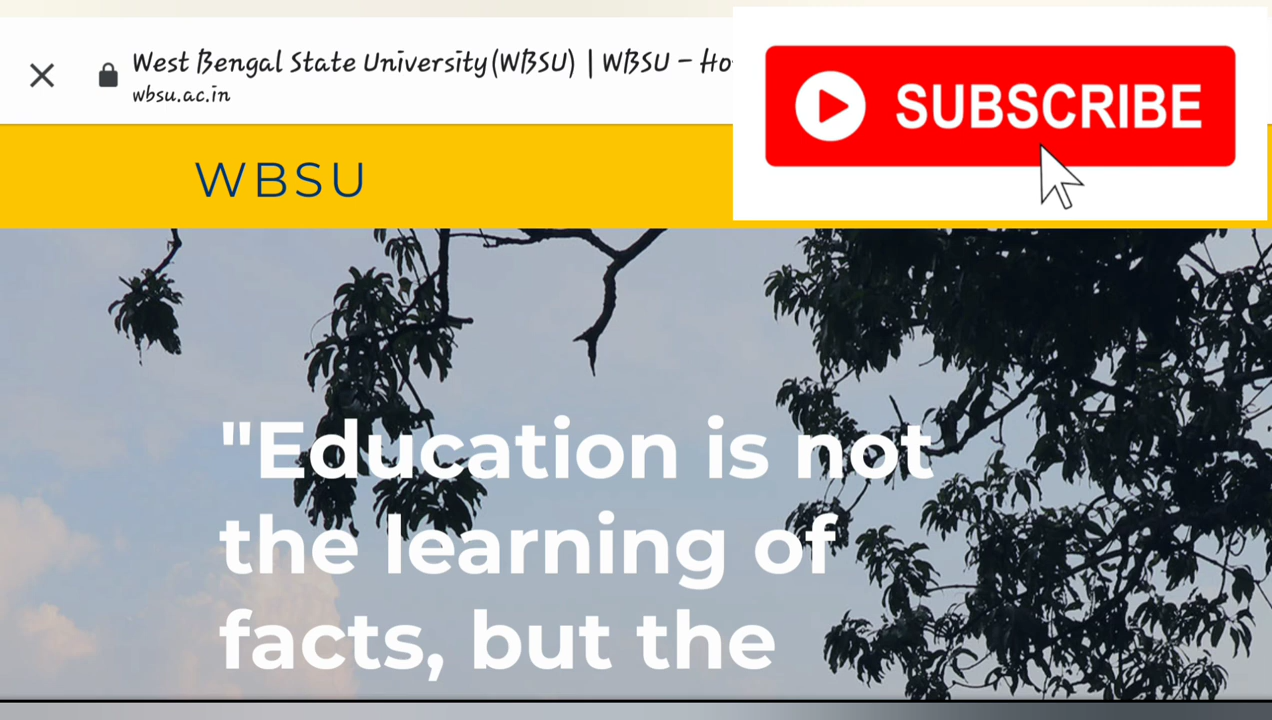 West Bengal State University(WBSU) | WBSU – Ho
wbsu.ac.in
SUBSCRIBE
WBSU
"Education is not
the learning of
facts, but the